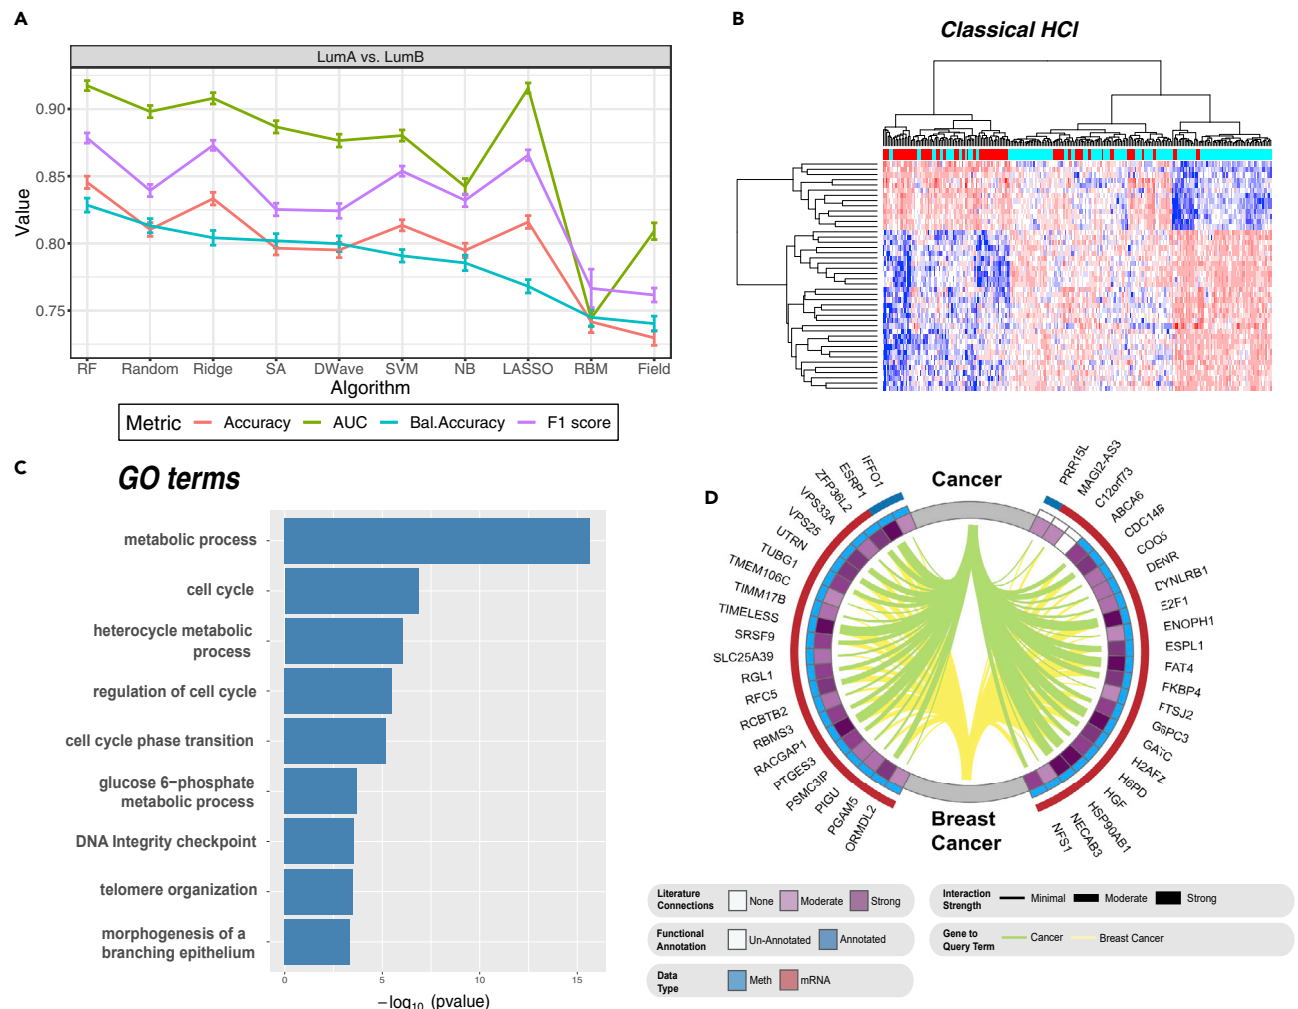 A
LumA vs. LumB
0.90
0.85
0.80
0.75
Value
RF Random Ridge SA DWave SVM NB LASSO RBM Field
Algorithm
Metric Accuracy AUC Bal.Accuracy F1 score
B
Classical HCl
C
GO terms
metabolic process
cell cycle
heterocycle metabolic
process
regulation of cell cycle
cell cycle phase transition
glucose 6−phosphate
metabolic process
DNA Integrity checkpoint
telomere organization
morphogenesis of a
branching epithelium
0 5 10 15
−log10 (pvalue)
D
Cancer
Breast
Cancer
IFFO1
ESRP1
ZFP36L2
VPS33A
VPS25
UTRN
TUBG1
TMEM106C
TIMM17B
TIMELESS
SRSF9
SLC25A39
RGL1
RFC5
RCBTB2
RBMS3
RACGAP1
PTGES3
PSMC3IP
PIGU
PGAM5
ORMDL2
PRR15L
MAGI2-AS3
C12orf73
ABCA6
DYNLRB1
E2F1
ENOPH1
ESPL1
FAT4
FKBP4
FTSJ2
G6PC3
GATC
H2AFZ
H6PD
HGF
HSP90AB1
NECAB3
NFS1
Literature
Connections
None Moderate Strong
Functional
Annotation
Un-Annotated Annotated
Data
Type
Meth mRNA
Interaction
Strength
Minimal Moderate Strong
Gene to
Query Term
Cancer Breast Cancer